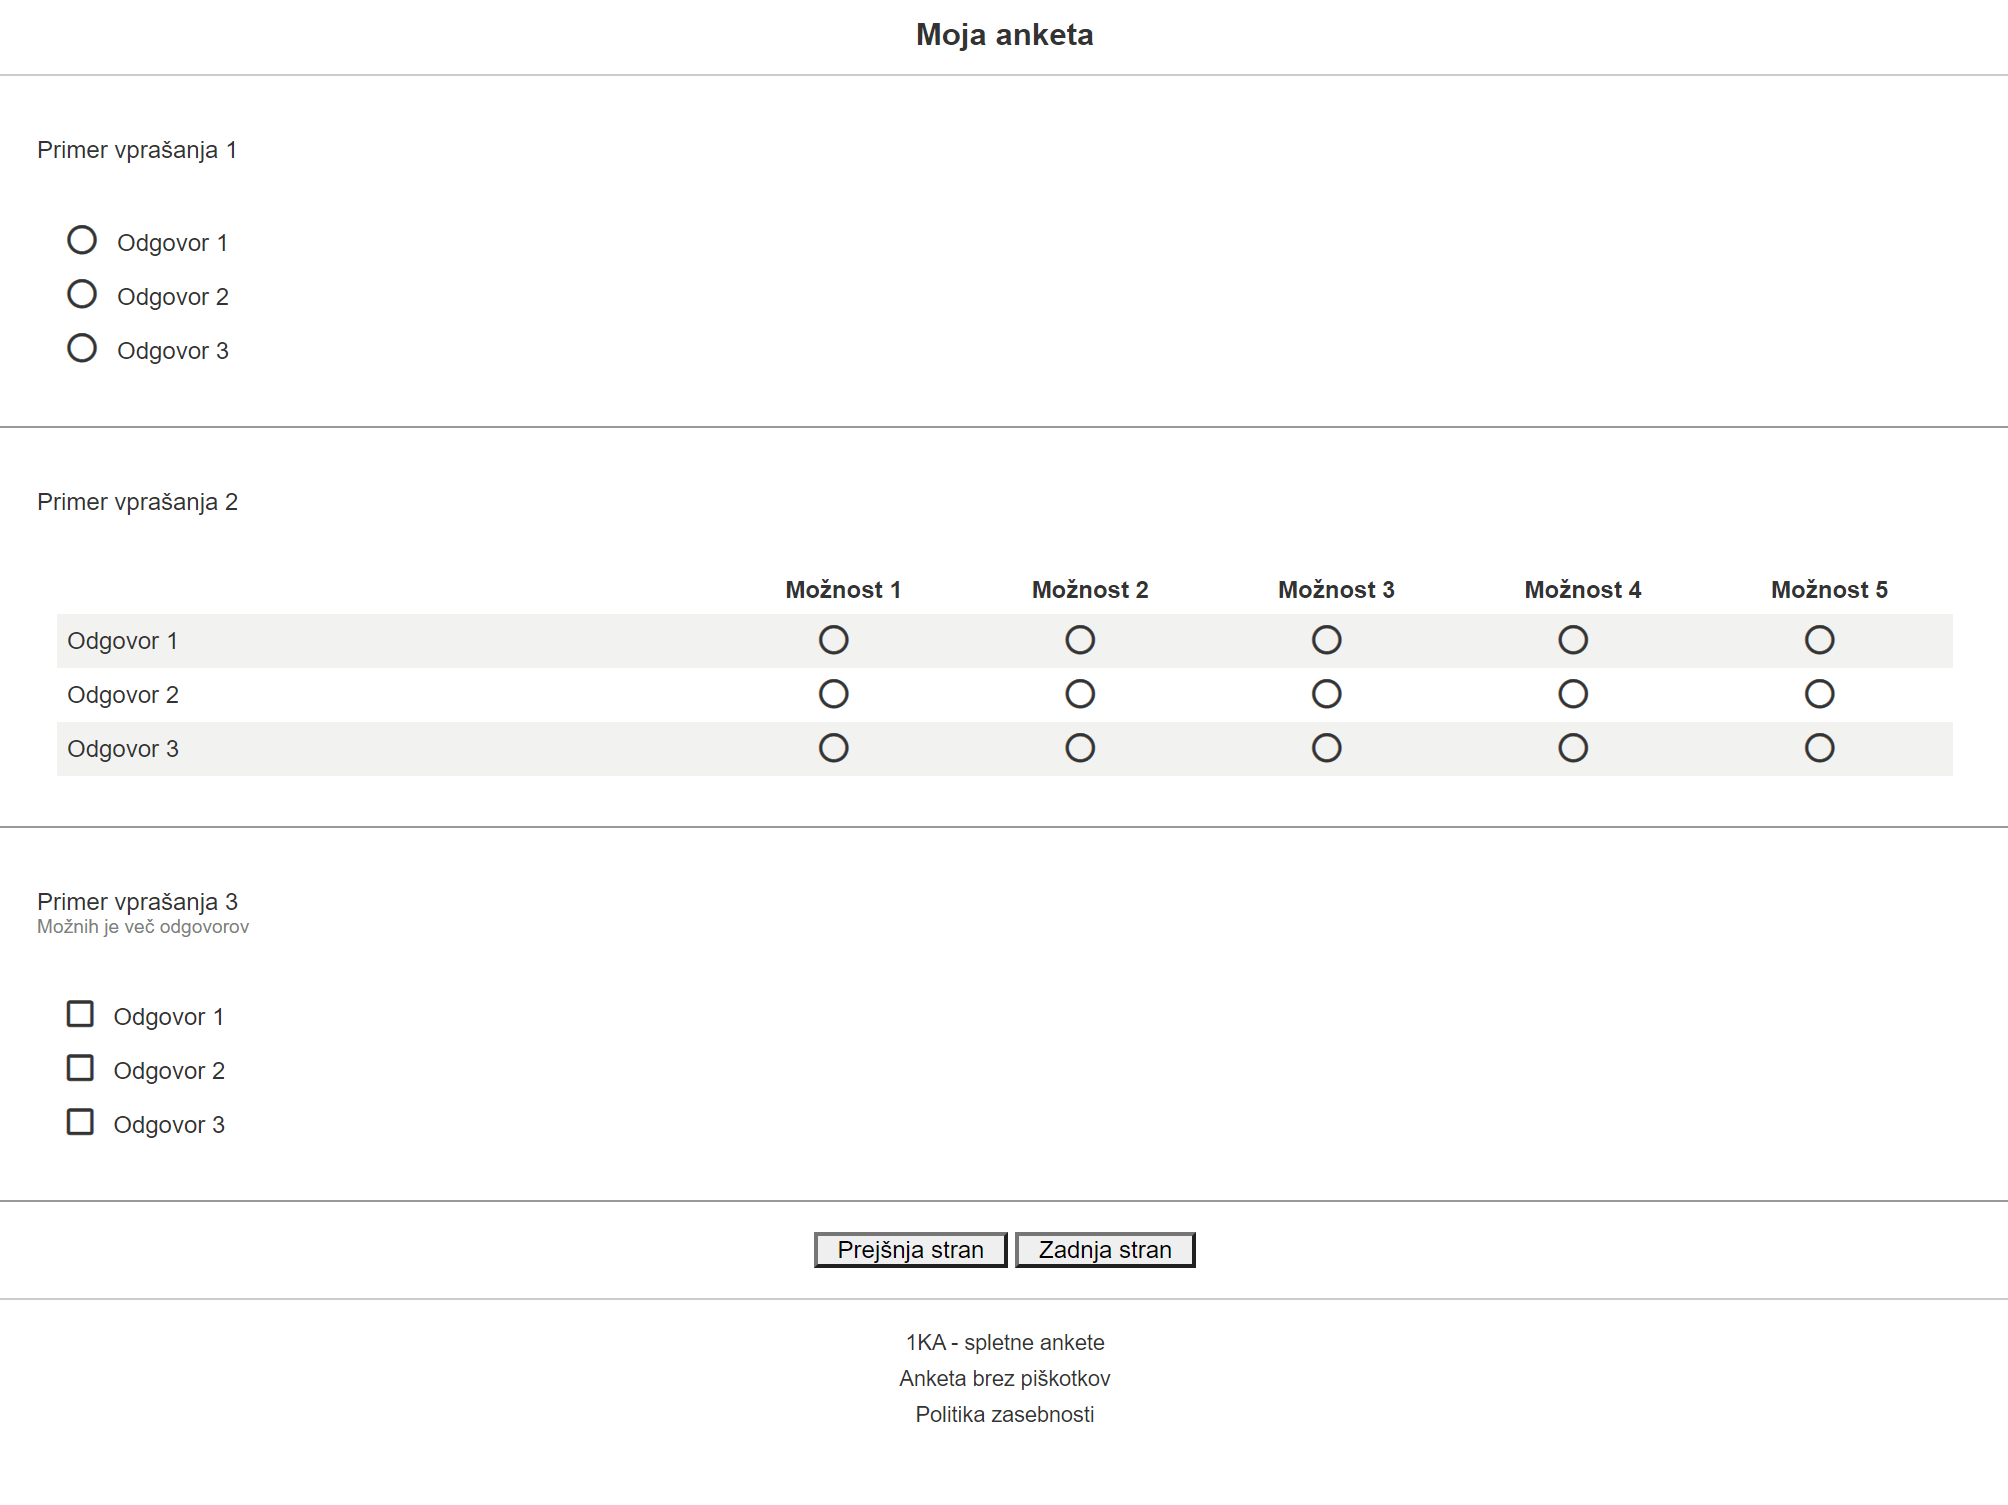 Moja anketa
Primer vprašanja 1
Odgovor 1
Odgovor 2
Odgovor 3
Primer vprašanja 2
Možnost 1 Možnost 2 Možnost 3 Možnost 4 Možnost 5
Odgovor 1
Odgovor 2
Odgovor 3
Primer vprašanja 3
Možnih je več odgovorov
Odgovor 1
Odgovor 2
Odgovor 3
Prejšnja stran Zadnja stran
1KA - spletne ankete
Anketa brez piškotkov
Politika zasebnosti